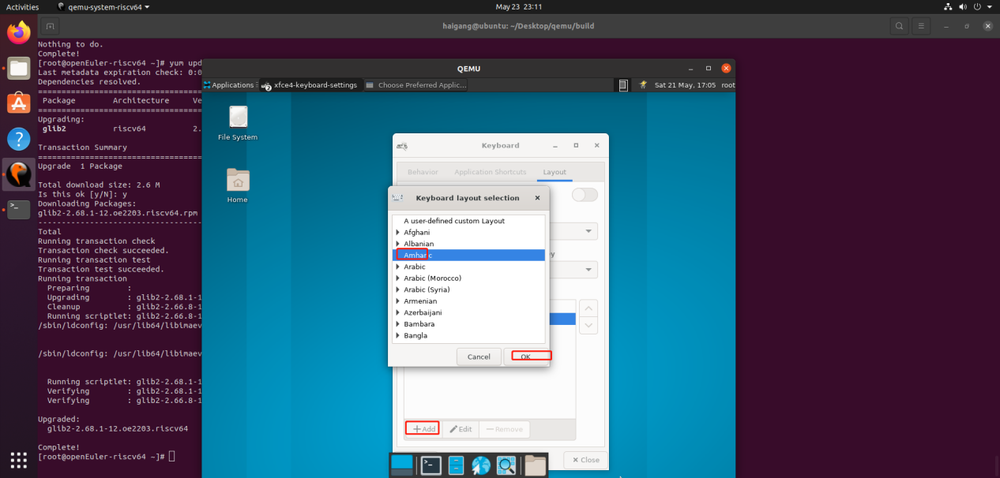 Activities
qemu-system-riscv64
May 23 23:11
haigang@ubuntu: ~/Desktop/qemu/build
Nothing to do.
Complete!
[root@openEuler-riscv64 ~]# yum upd
Last metadata expiration check: 0:0
Dependencies resolved.
Package Architecture Ve
Upgrading:
glib2 riscv64 2.
Transaction Summary
Upgrade 1 Package
Total download size: 2.6 M
Is this ok [y/N]: y
Downloading Packages:
glib2-2.68.1-12.oe2203.riscv64.rpm
Total
Running transaction check
Transaction check succeeded.
Running transaction test
Transaction test succeeded.
Running transaction
Preparing :
Upgrading : glib2-2.68.1-1
Cleanup : glib2-2.66.8-1
Running scriptlet: glib2-2.66.8-1
/sbin/ldconfig: /usr/lib64/libimaev
/sbin/ldconfig: /usr/lib64/libimaev
Running scriptlet: glib2-2.68.1-1
Verifying : glib2-2.68.1-1
Verifying : glib2-2.66.8-1
Upgraded:
glib2-2.68.1-12.oe2203.riscv64
Complete!
[root@openEuler-riscv64 ~]#
QEMU
Applications
xfce4-keyboard-settings
Choose Preferred Applic...
Sat 21 May, 17:05 root
File System
Home
Keyboard
Behavior Application Shortcuts Layout
Keyboard layout selection
A user-defined custom Layout
Afghani
Albanian
Amharic
Arabic
Arabic (Morocco)
Arabic (Syria)
Armenian
Azerbaijani
Bambara
Bangla
Cancel OK
y
Add Edit Remove
Close